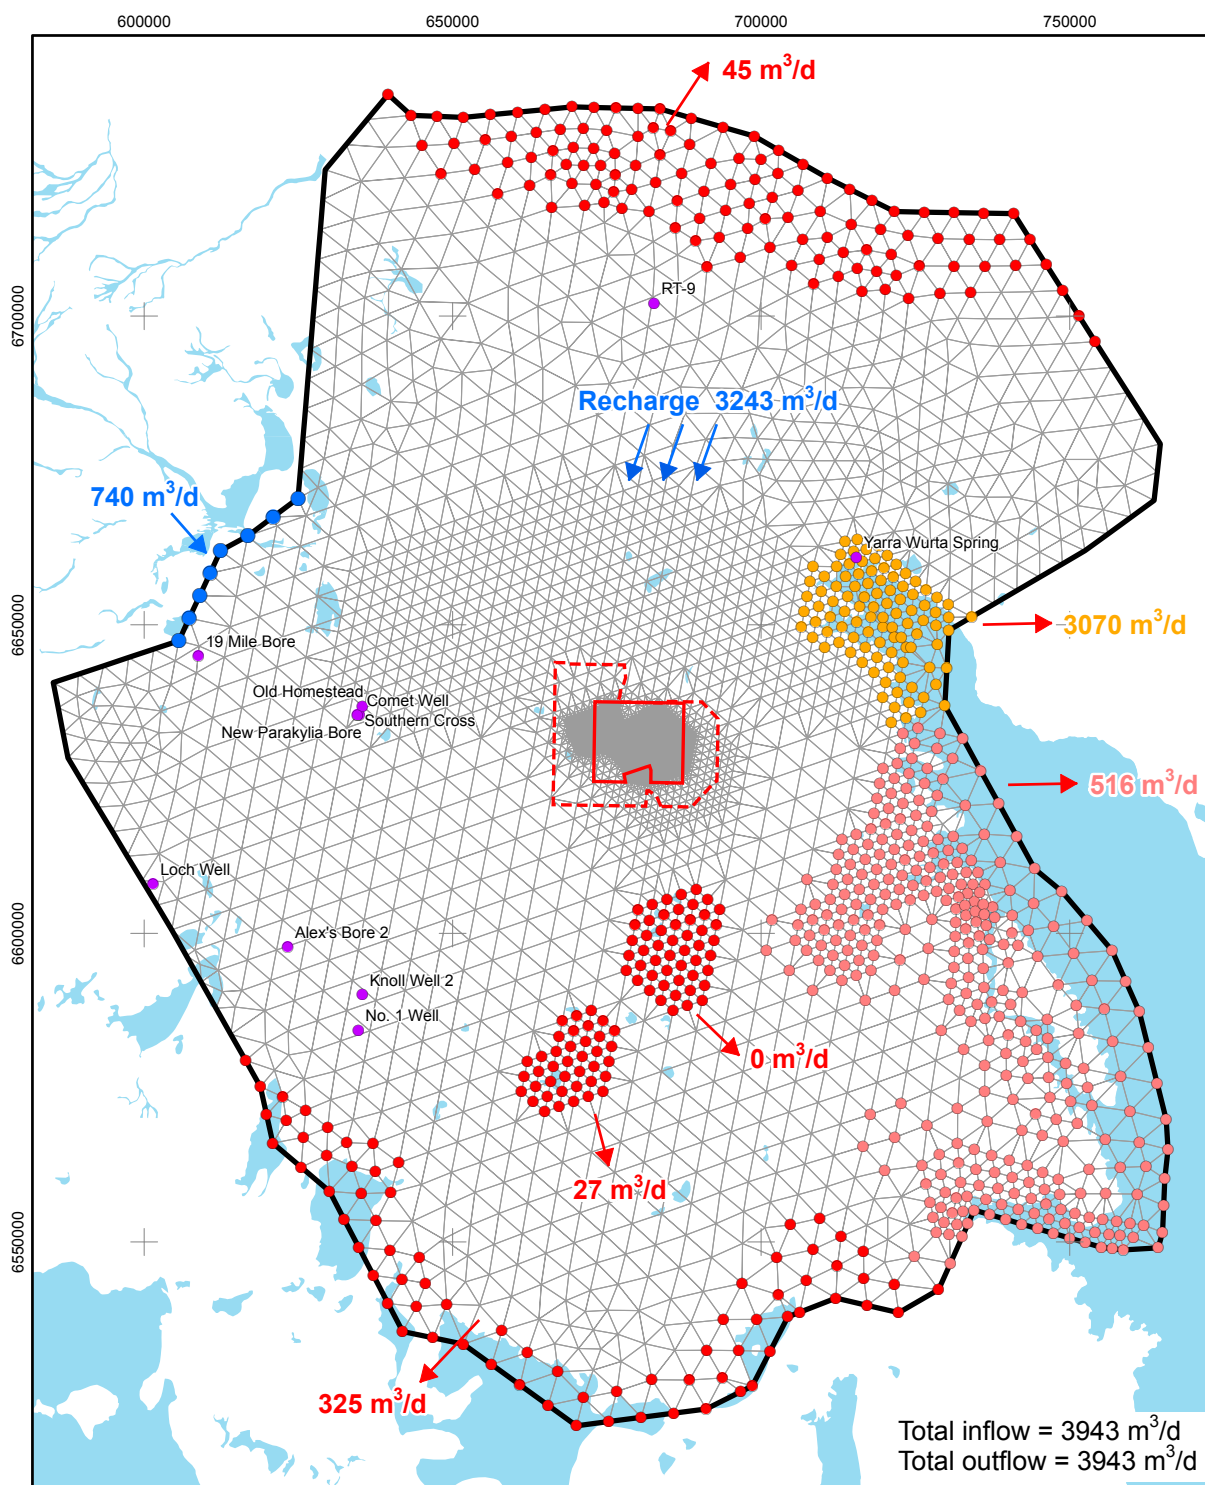 600000
650000
700000
750000
45 m³/d
RT-9
6700000
Recharge 3243 m³/d
740 m³/d
Yarra Wurta Spring
3070 m³/d
6650000
19 Mile Bore
Old Homestead
Comet Well
Southern Cross
New Parakylia Bore
516 m³/d
Loch Well
6600000
Alex's Bore 2
Knoll Well 2
No. 1 Well
0 m³/d
27 m³/d
6550000
325 m³/d
Total inflow = 3943 m³/d
Total outflow = 3943 m³/d